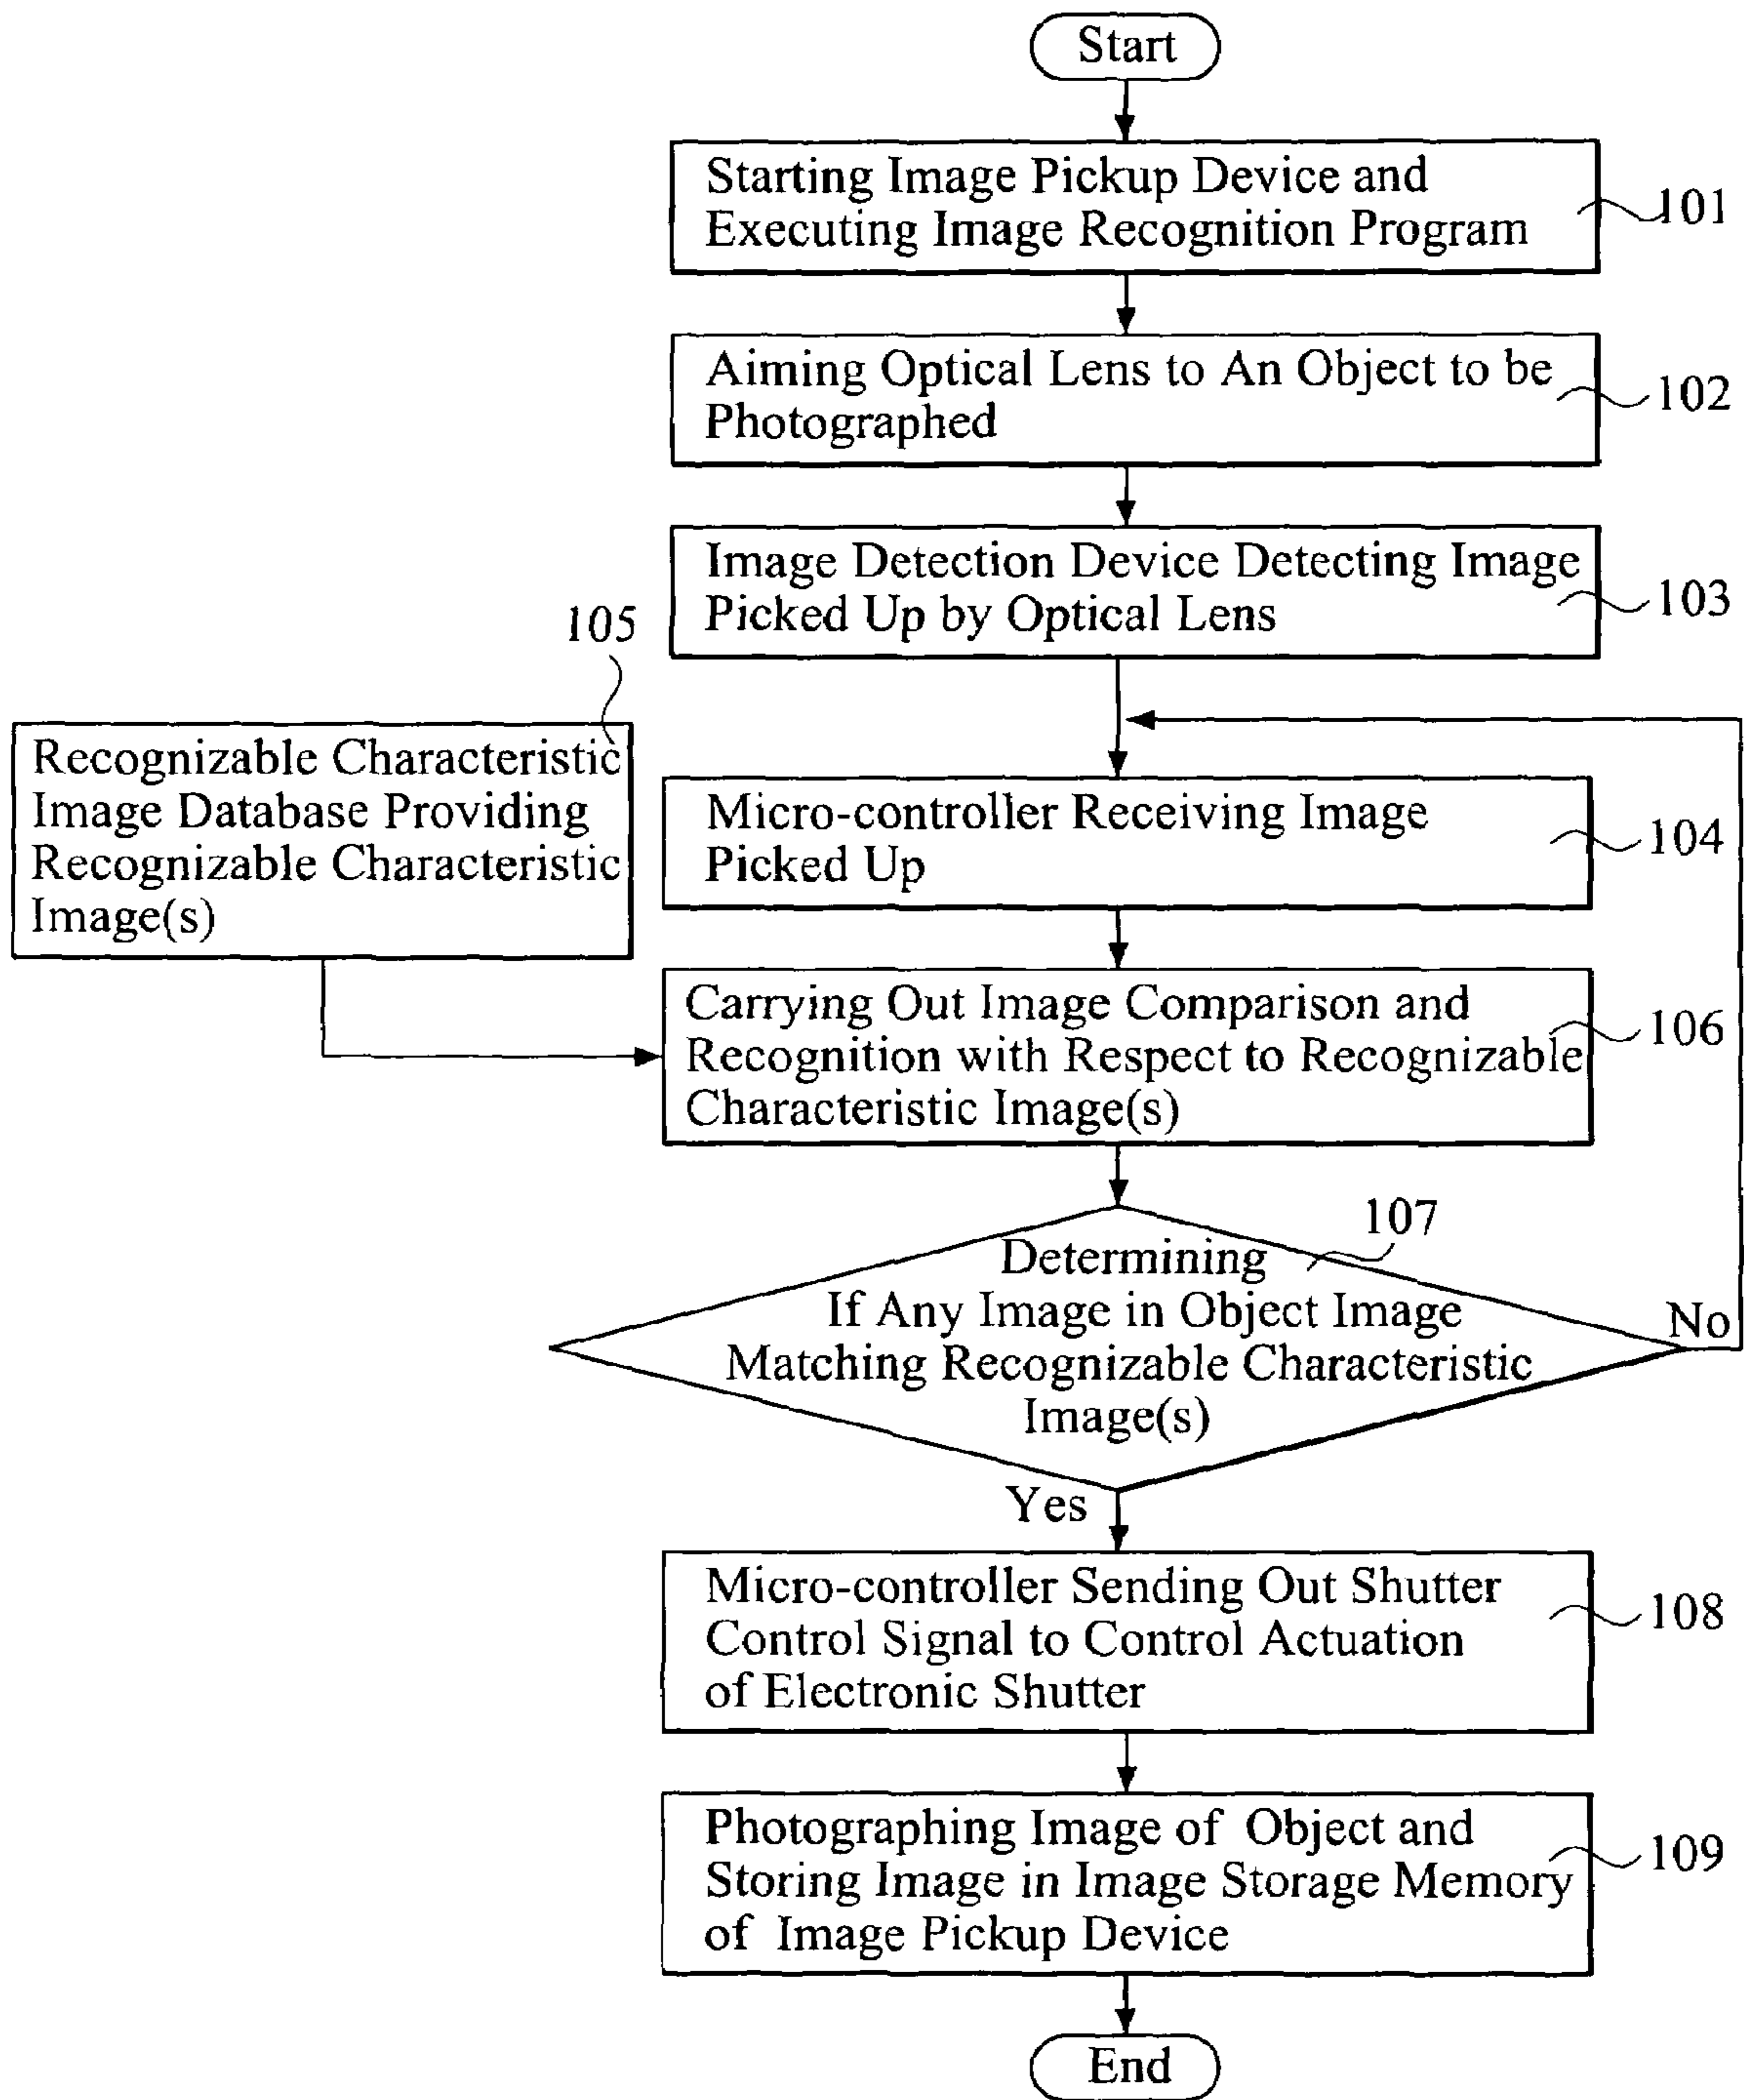 Start
Starting Image Pickup Device and
Executing Image Recognition Program
101
Aiming Optical Lens to An Object to be
Photographed
102
Image Detection Device Detecting Image
Picked Up by Optical Lens
103
105
Recognizable Characteristic
Image Database Providing
Recognizable Characteristic
Image(s)
Micro-controller Receiving Image
Picked Up
104
Carrying Out Image Comparison and
Recognition with Respect to Recognizable
Characteristic Image(s)
106
107
Determining
If Any Image in Object Image
Matching Recognizable Characteristic
Image(s)
No
Yes
Micro-controller Sending Out Shutter
Control Signal to Control Actuation
of Electronic Shutter
108
Photographing Image of Object and
Storing Image in Image Storage Memory
of Image Pickup Device
109
End